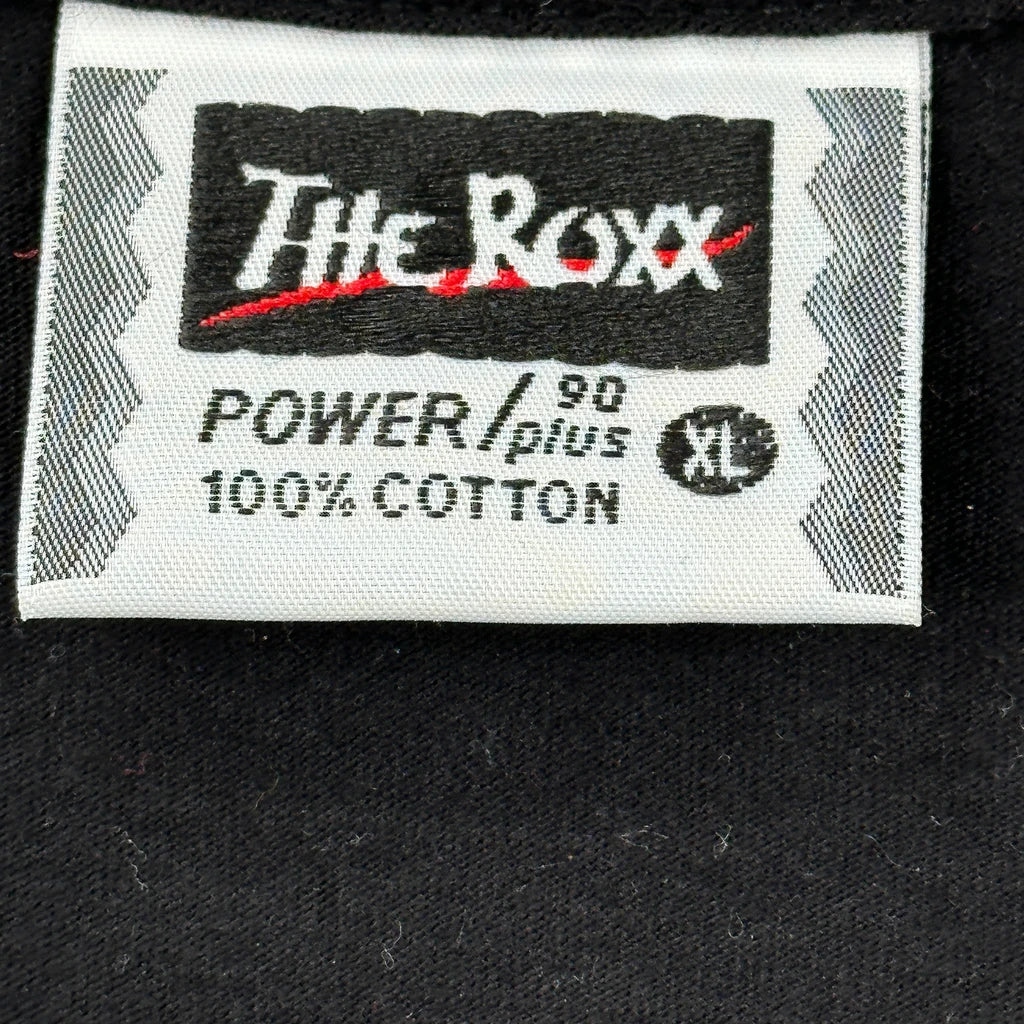 THE ROXX
POWER/90 plus XL
100% COTTON